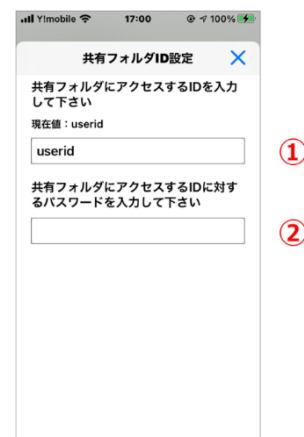 Y!mobile 17:00 100%
共有フォルダID設定
共有フォルダにアクセスするIDを入力
して下さい
現在値：userid
userid
①
共有フォルダにアクセスするIDに対す
るパスワードを入力して下さい
②